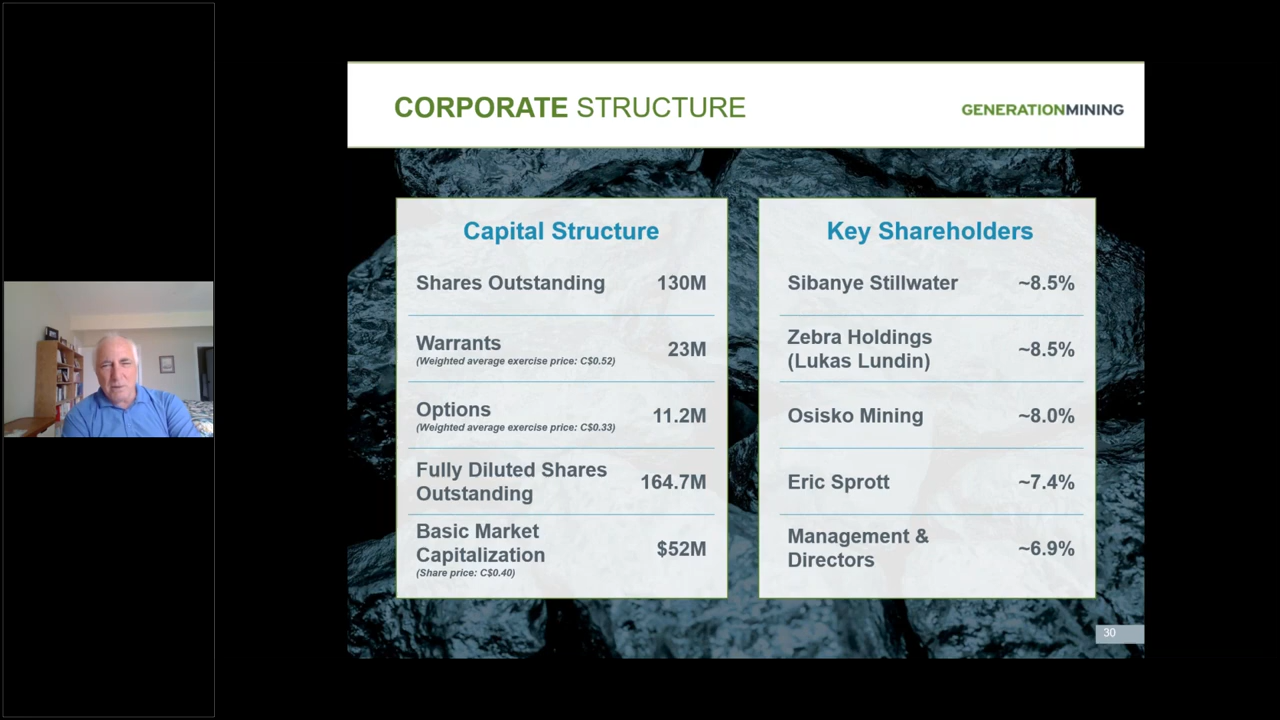 CORPORATE STRUCTURE
GENERATIONMINING
Capital Structure
Shares Outstanding 130M
Warrants 23M
(Weighted average exercise price: C$0.52)
Options 11.2M
(Weighted average exercise price: C$0.33)
Fully Diluted Shares
Outstanding 164.7M
Basic Market
Capitalization $52M
(Share price: C$0.40)
Key Shareholders
Sibanye Stillwater ~8.5%
Zebra Holdings
(Lukas Lundin) ~8.5%
Osisko Mining ~8.0%
Eric Sprott ~7.4%
Management &
Directors ~6.9%
30